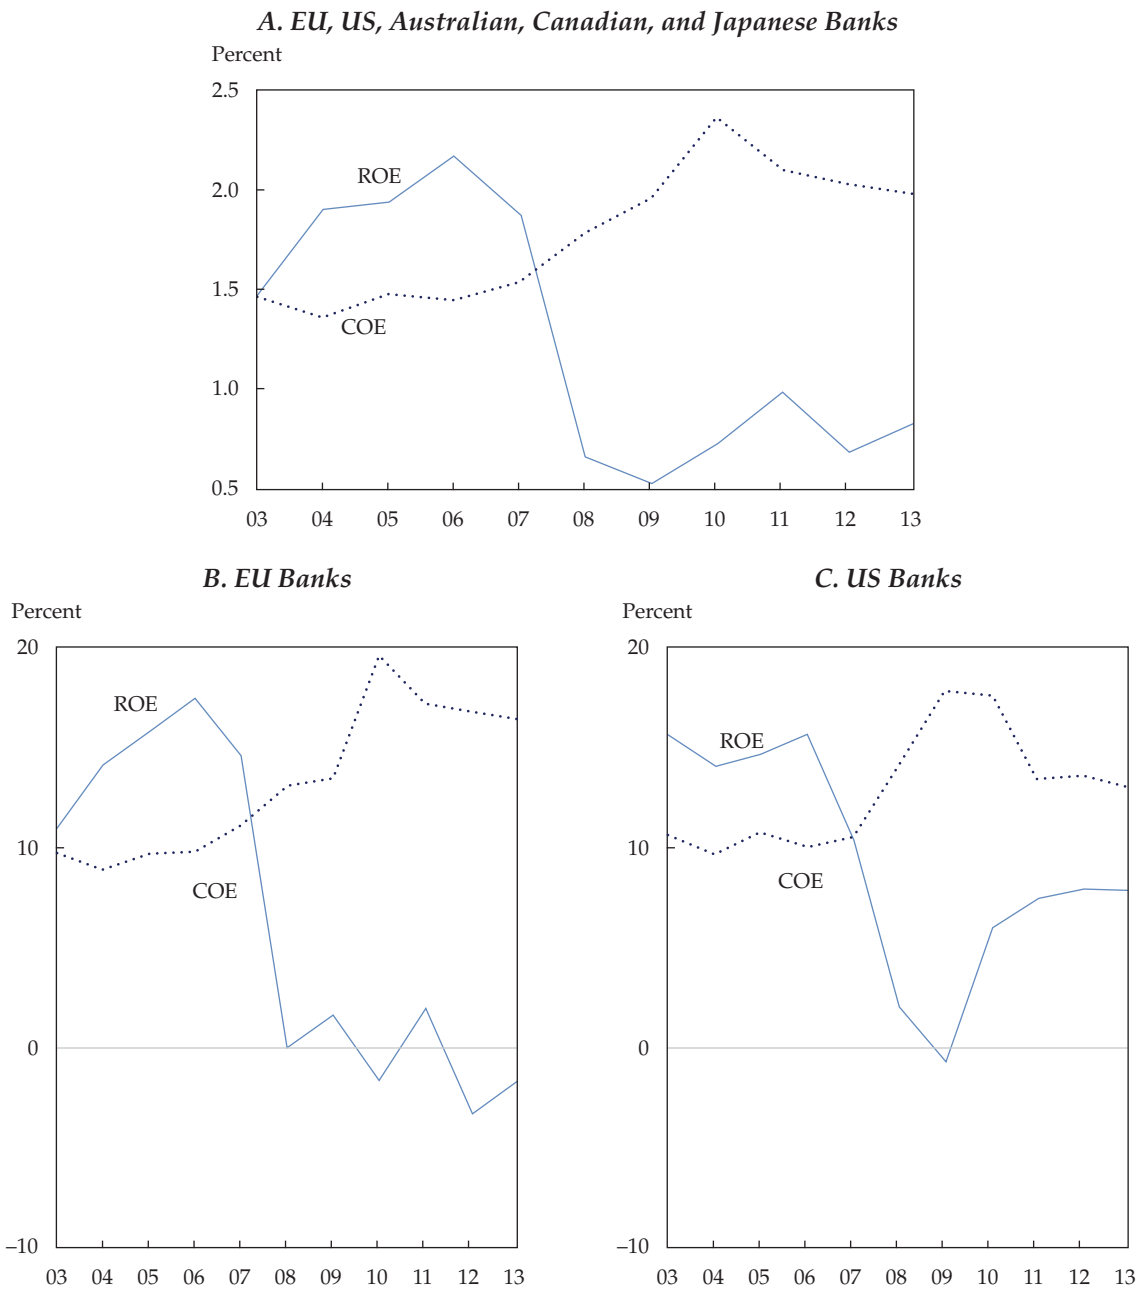 A. EU, US, Australian, Canadian, and Japanese Banks
Percent
2.5
2.0
1.5
1.0
0.5
ROE
COE
03 04 05 06 07 08 09 10 11 12 13
B. EU Banks
Percent
20
10
0
–10
ROE
COE
03 04 05 06 07 08 09 10 11 12 13
C. US Banks
Percent
20
10
0
–10
ROE
COE
03 04 05 06 07 08 09 10 11 12 13